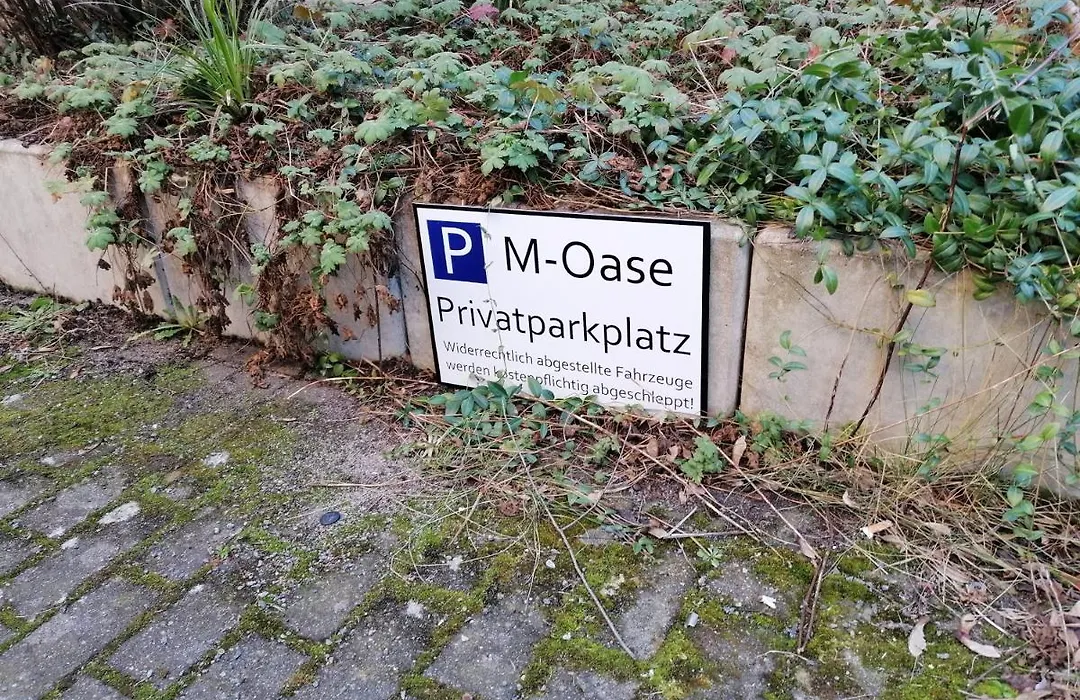 P M-Oase
Privatparkplatz
Widerrechtlich abgestellte Fahrzeuge
werden kostenpflichtig abgeschleppt!